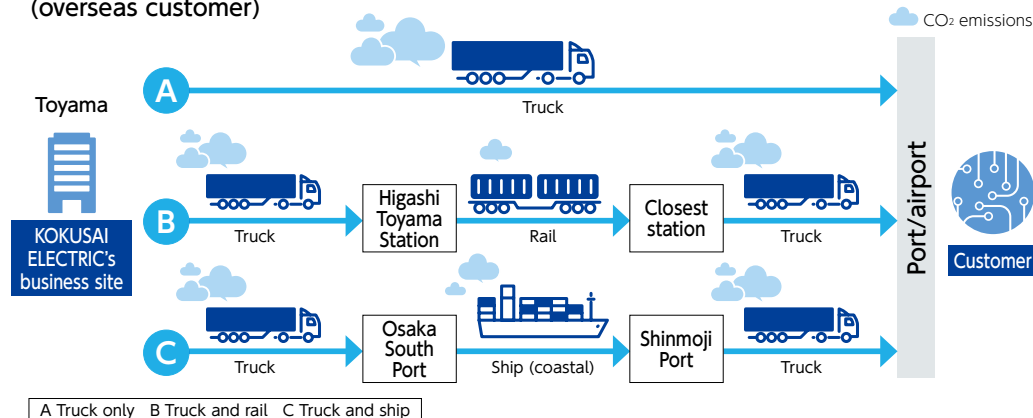 (overseas customer)
CO2 emissions
Toyama
KOKUSAI
ELECTRIC's
business site
A
Truck
B
Truck
Higashi
Toyama
Station
Rail
Closest
station
Truck
C
Truck
Osaka
South
Port
Ship (coastal)
Shinmoji
Port
Truck
Port/airport
Customer
A Truck only B Truck and rail C Truck and ship